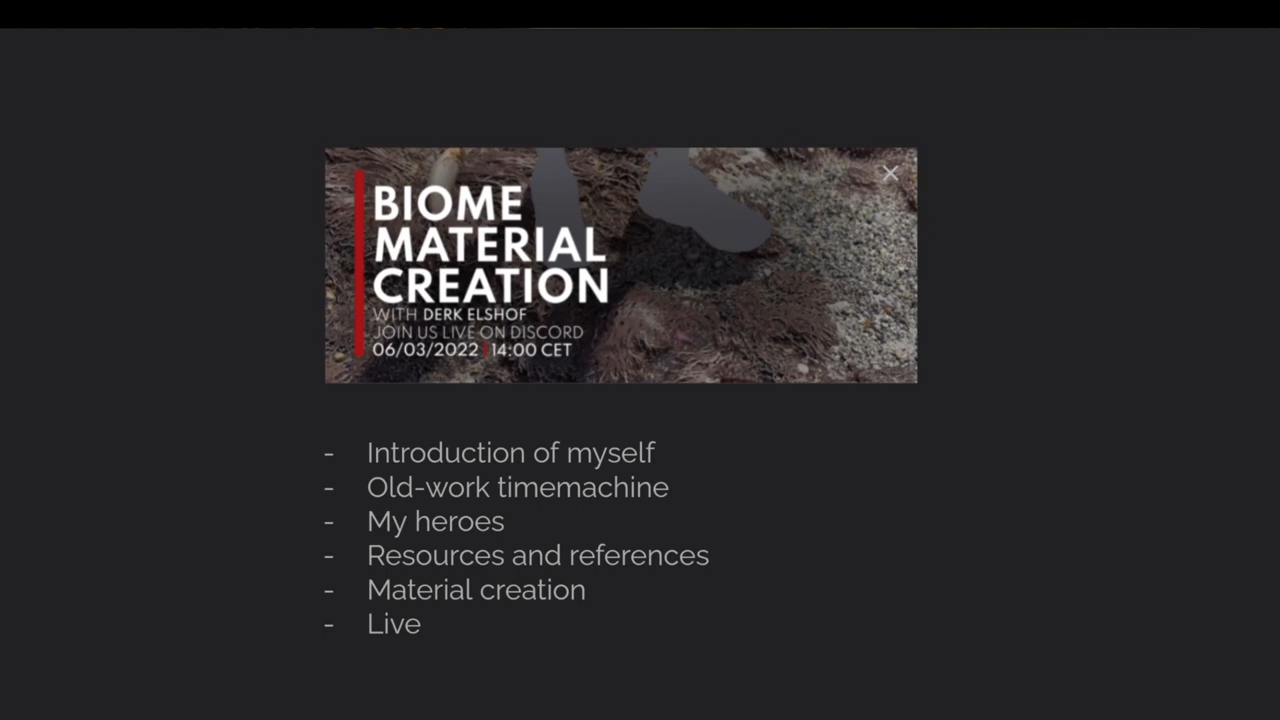 BIOME
MATERIAL
CREATION
WITH DERK ELSHOF
JOIN US LIVE ON DISCORD
06/03/2022 | 14:00 CET
- Introduction of myself
- Old-work timemachine
- My heroes
- Resources and references
- Material creation
- Live